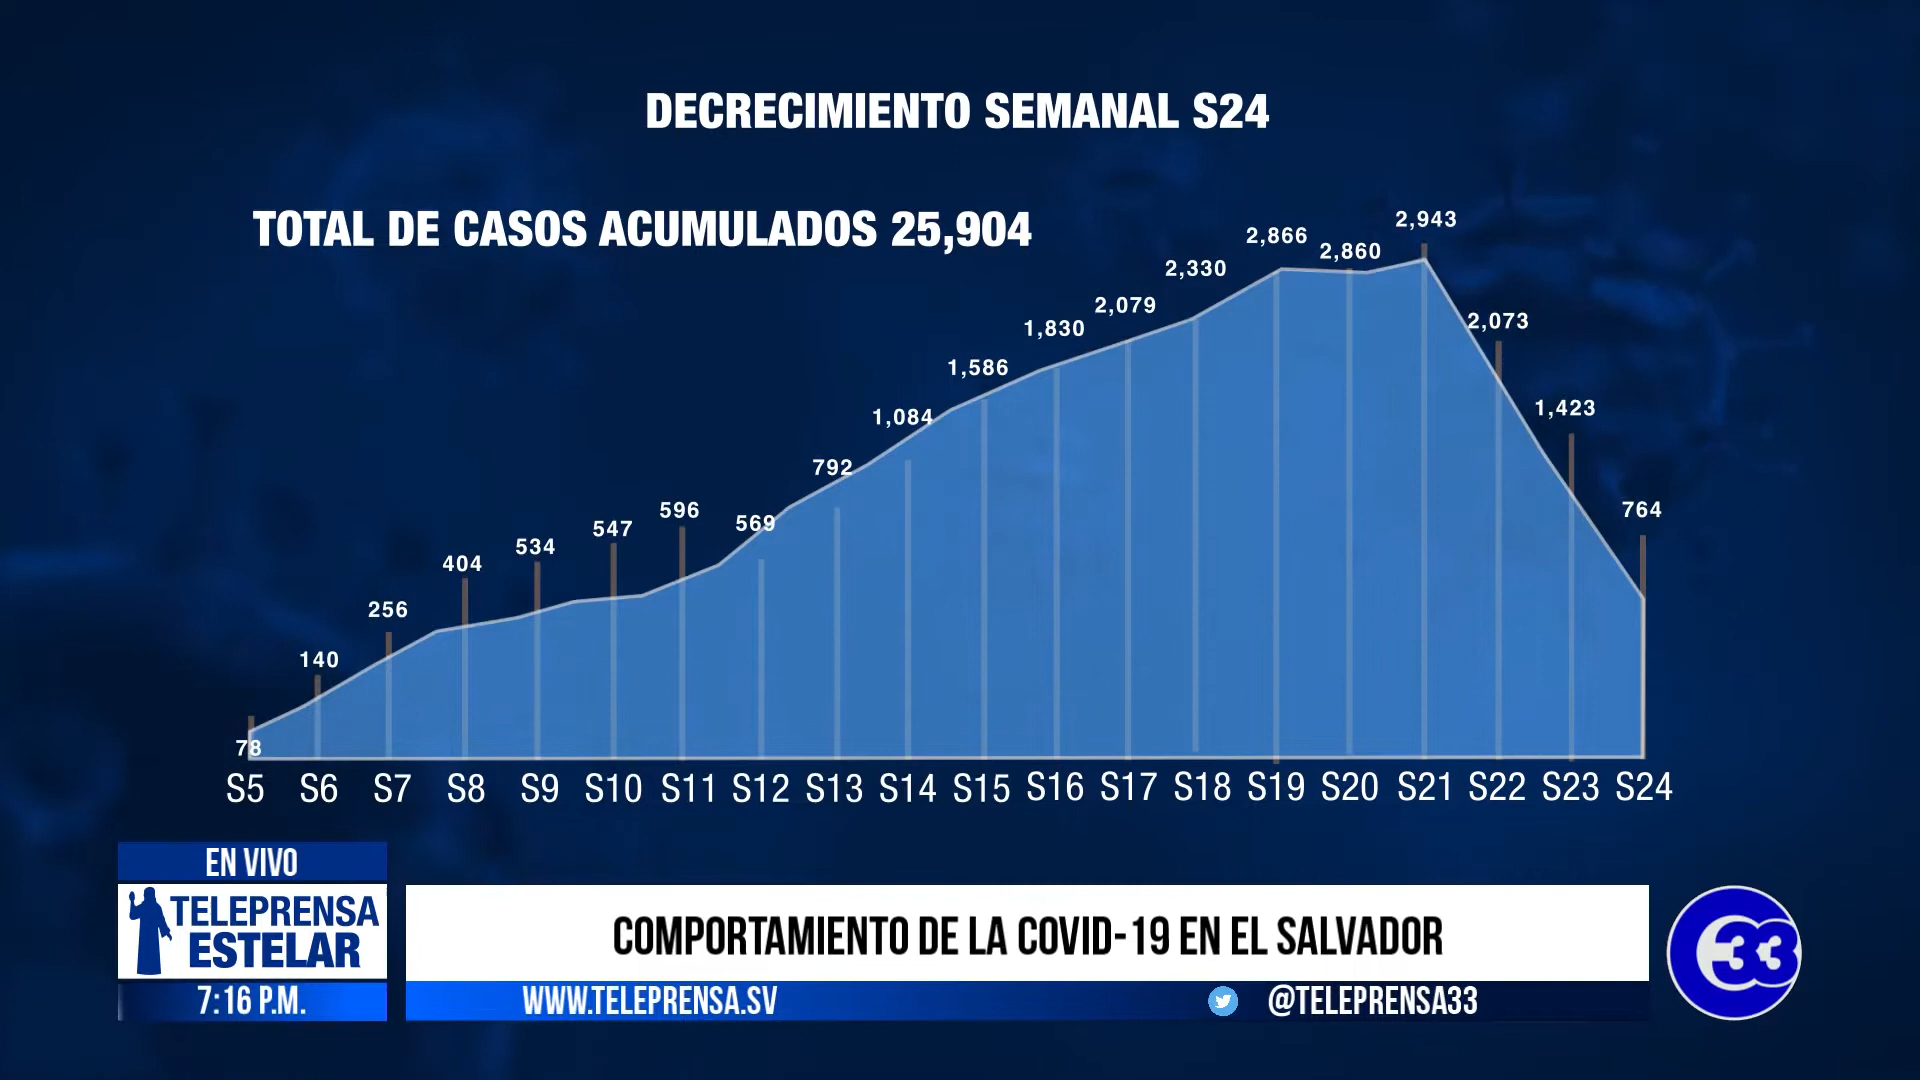 DECRECIMIENTO SEMANAL S24
TOTAL DE CASOS ACUMULADOS 25,904
78
140
256
404
534
547
596
569
792
1,084
1,586
1,830
2,079
2,330
2,866
2,860
2,943
2,073
1,423
764
S5 S6 S7 S8 S9 S10 S11 S12 S13 S14 S15 S16 S17 S18 S19 S20 S21 S22 S23 S24
EN VIVO
TELEPRENSA
ESTELAR
7:16 P.M.
COMPORTAMIENTO DE LA COVID-19 EN EL SALVADOR
WWW.TELEPRENSA.SV
@TELEPRENSA33
33